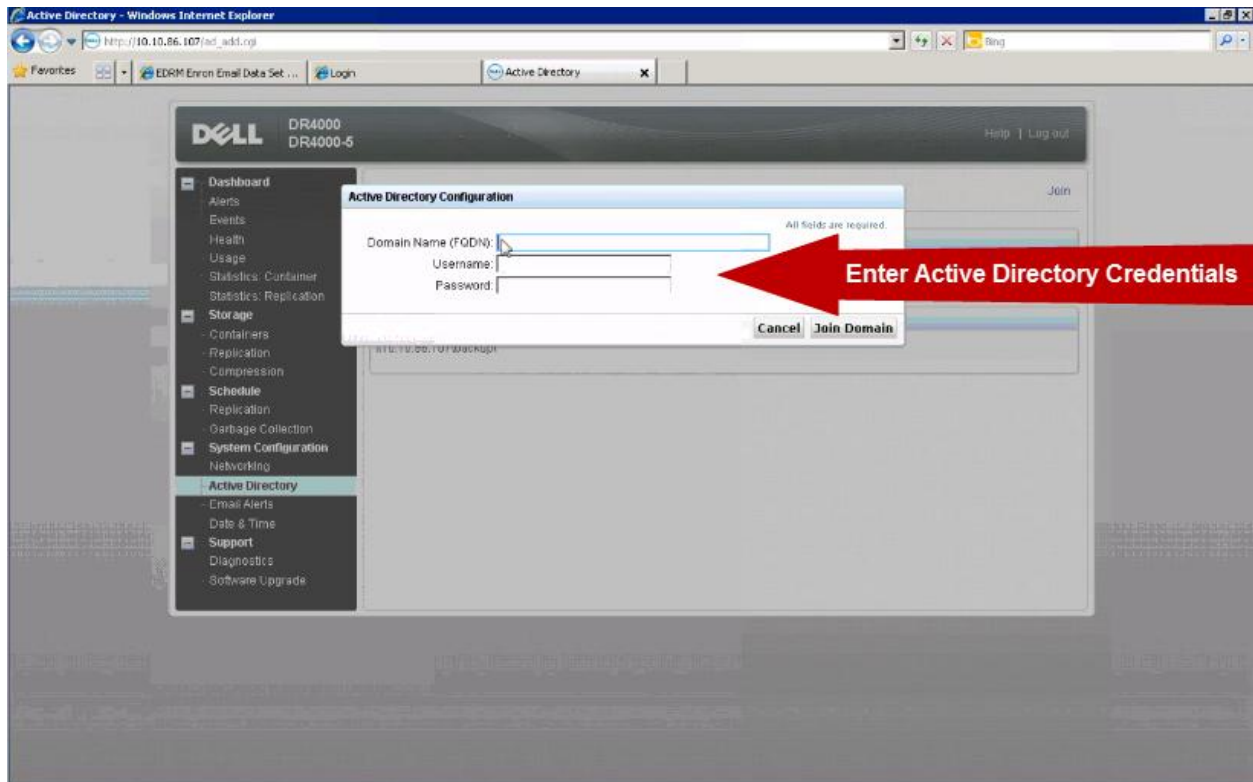 Active Directory - Windows Internet Explorer
http://10.10.86.107/ad_add.cgi
Bing
Favorites
EDRM Enron Email Data Set ...
Login
Active Directory
DELL
DR4000
DR4000-5
Help | Log out
Dashboard
Alerts
Events
Health
Usage
Statistics: Container
Statistics: Replication
Storage
Containers
Replication
Compression
Schedule
Replication
Garbage Collection
System Configuration
Networking
Active Directory
Email Alerts
Date & Time
Support
Diagnostics
Software Upgrade
Join
Active Directory Configuration
All fields are required.
Domain Name (FQDN):
Username:
Password:
Cancel Join Domain
Enter Active Directory Credentials